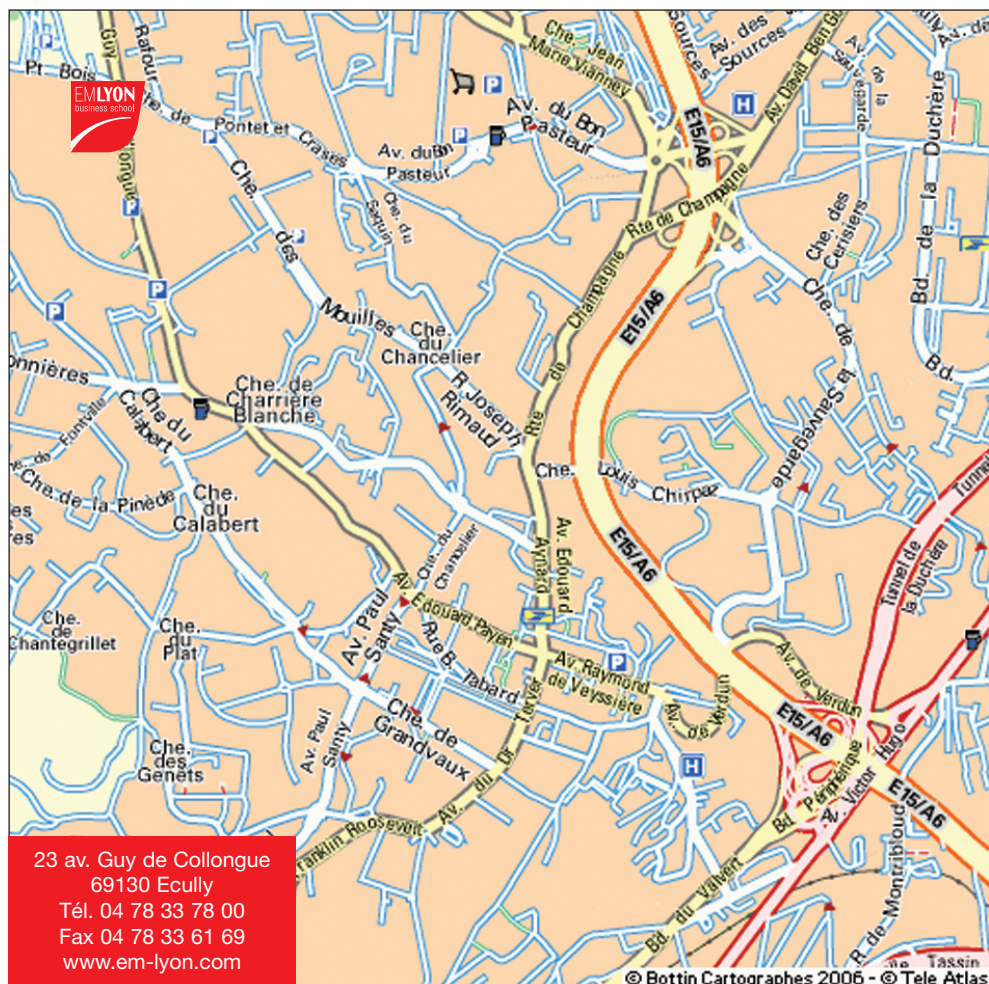 Guy
Rafour
Pt Bois
EMLYON
business school
Che. de
Pontet et Crases
Av. du Bon
Pasteur
Av. du Bon
Pasteur
Che. Jean
Marie Vianney
Sources
Av. des
Sources
Av. David Ben Gu
Av. de la
Sauvegarde
Bd. de la Duchère
Av. de
E15/A6
Rte de Champagne
Che.
des
Mouilles
Che. du
Sequin
Che. des
Cerisiers
Che. de
la Sauvegarde
Bd.
E15/A6
Rte de Champagne
Che.
du
Chancelier
R. Joseph
Rimaud
onnières
Che. du
Calabert
Fontville
Che. de
Charrière
Blanche
Che. de la Pinède
Che.
du
Calabert
es
res
Che. Louis Chirpaz
Tunnel
Tunnel de
la Duchère
E15/A6
Av. Edouard
Aynard
Che. du
Chancelier
Av. Edouard Payen
Av. Paul
Santy
Rue B.
Tabard
Che.
de
Chantegrillet
Che.
du
Plat
Av. Raymond
de Veyssière
Av. de Verdun
Av. de Verdun
E15/A6
Av. Paul
Santy
Che. de
Grandvaux
Av. du Dr Terver
Che.
des
Genêts
Bd. Périphérique
Av. Victor Hugo
E15/A6
ranklin Roosevelt
Bd. du Valvert
R. de Montribloud
Tassin
23 av. Guy de Collongue
69130 Ecully
Tél. 04 78 33 78 00
Fax 04 78 33 61 69
www.em-lyon.com
© Bottin Cartographes 2006 - © Tele Atlas